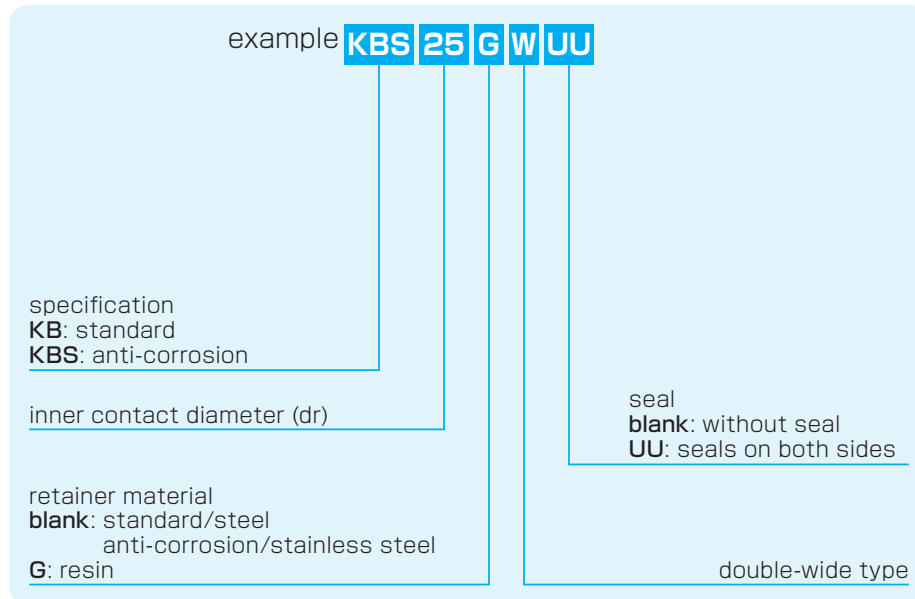 example KBS 25 G W UU
specification
KB: standard
KBS: anti-corrosion
inner contact diameter (dr)
seal
blank: without seal
UU: seals on both sides
retainer material
blank: standard/steel
anti-corrosion/stainless steel
G: resin
double-wide type